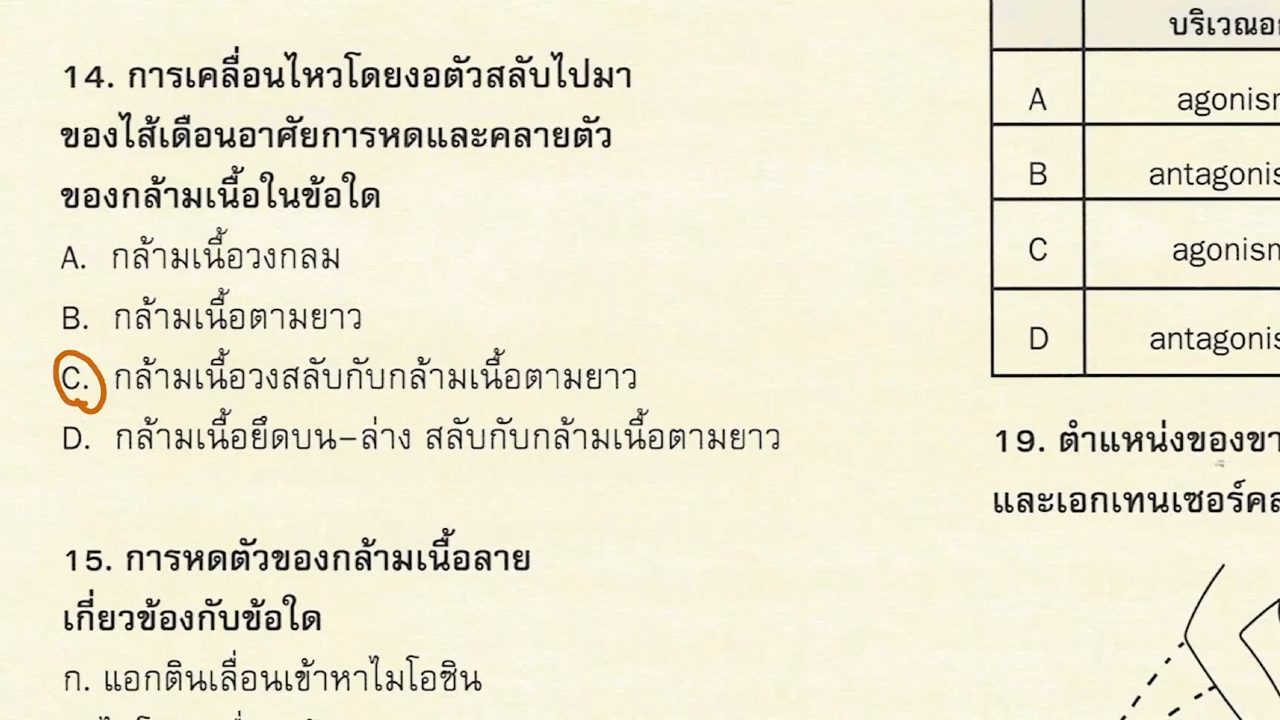 14. การเคลื่อนไหวโดยงอตัวสลับไปมา
ของไส้เดือนอาศัยการหดและคลายตัว
ของกล้ามเนื้อในข้อใด
A. กล้ามเนื้อวงกลม
B. กล้ามเนื้อตามยาว
C. กล้ามเนื้อวงสลับกับกล้ามเนื้อตามยาว
D. กล้ามเนื้อยึดบน-ล่าง สลับกับกล้ามเนื้อตามยาว
15. การหดตัวของกล้ามเนื้อลาย
เกี่ยวข้องกับข้อใด
ก. แอกตินเลื่อนเข้าหาไมโอซิน
บริเวณอ
A agonis
B antagonis
C agonis
D antagonis
19. ตำแหน่งของขา
และเอกเทนเซอร์ค